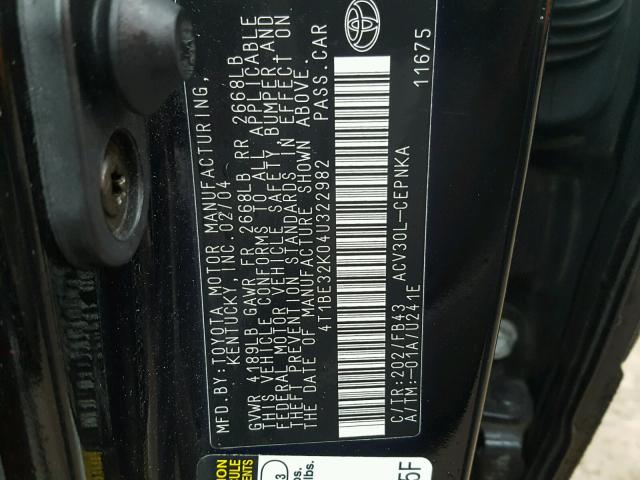 MFD.BY:TOYOTA MOTOR MANUFACTURING,
KENTUCKY, INC. 02/04
GVWR 4189LB GAWR FR 2668LB RR 2668LB
THIS VEHICLE CONFORMS TO ALL APPLICABLE
FEDERAL MOTOR VEHICLE SAFETY, BUMPER AND
THEFT PREVENTION STANDARDS IN EFFECT ON
THE DATE OF MANUFACTURE SHOWN ABOVE.
4T1BE32K04U322982 PASS.CAR
C/TR:202/FB43 ACV30L-CEPNKA
A/TM:-01A/U241E
11675
5F
lbs.